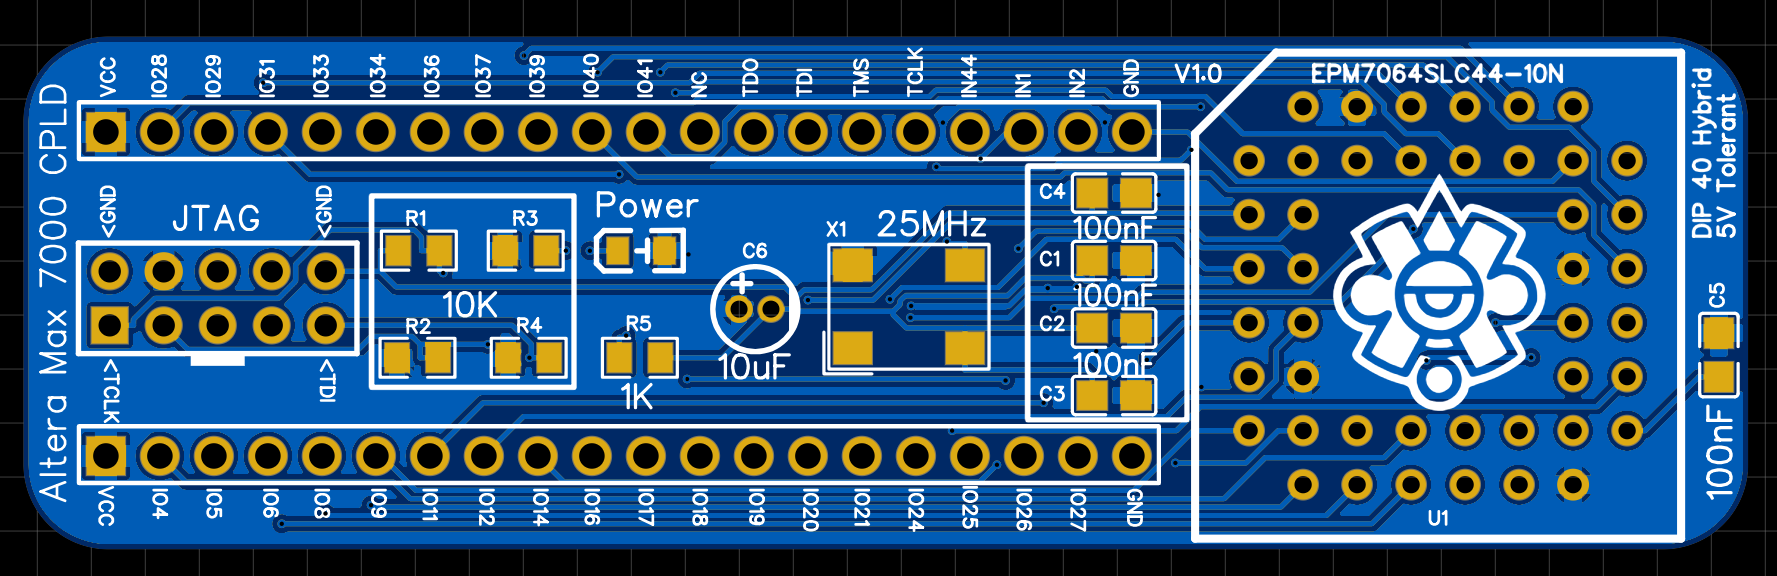 VCC IO28 IO29 IO31 IO33 IO34 IO36 IO37 IO39 IO40 IO41 NC TDO TDI TMS TCLK IN44 IN1 IN2 GND
V1.0
EPM7064SLC44-10N
Altera Max 7000 CPLD
<GND
JTAG
<GND
<TCLK
<TDI
R1
R3
10K
R2
R4
Power
R5
1K
C6
+
10uF
X1
25MHz
C4
100nF
C1
100nF
C2
100nF
C3
U1
DIP 40 Hybrid
5V Tolerant
C5
100nF
VCC IO4 IO5 IO6 IO8 IO9 IO11 IO12 IO14 IO16 IO17 IO18 IO19 IO20 IO21 IO24 IO25 IO26 IO27 GND